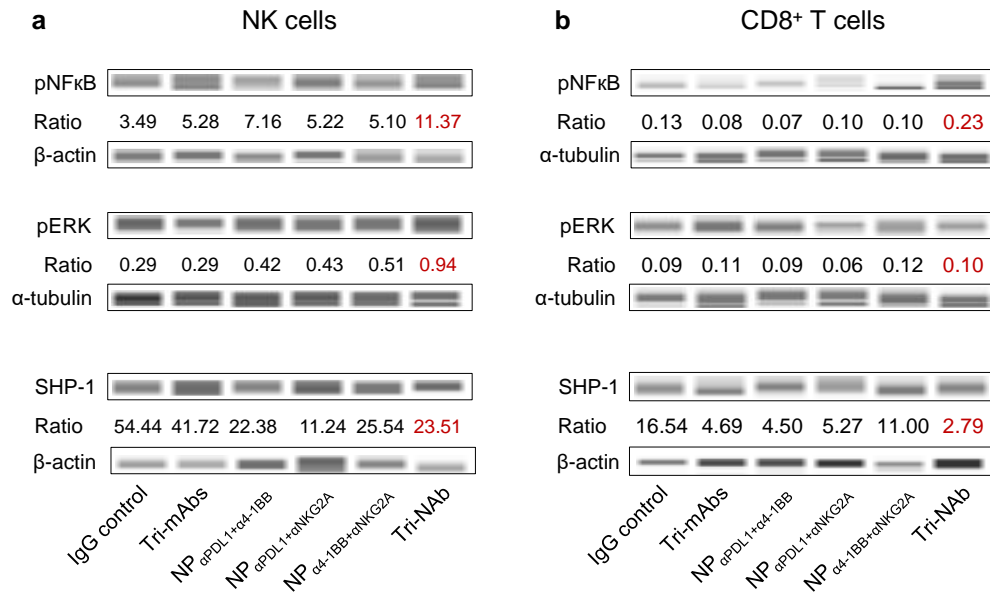 a NK cells
pNFκB
Ratio 3.49 5.28 7.16 5.22 5.10 11.37
β-actin
pERK
Ratio 0.29 0.29 0.42 0.43 0.51 0.94
α-tubulin
SHP-1
Ratio 54.44 41.72 22.38 11.24 25.54 23.51
β-actin
IgG control
Tri-mAbs
NP αPDL1+α4-1BB
NP αPDL1+αNKG2A
NP α4-1BB+αNKG2A
Tri-NAb
b CD8⁺ T cells
pNFκB
Ratio 0.13 0.08 0.07 0.10 0.10 0.23
α-tubulin
pERK
Ratio 0.09 0.11 0.09 0.06 0.12 0.10
α-tubulin
SHP-1
Ratio 16.54 4.69 4.50 5.27 11.00 2.79
β-actin
IgG control
Tri-mAbs
NP αPDL1+α4-1BB
NP αPDL1+αNKG2A
NP α4-1BB+αNKG2A
Tri-NAb